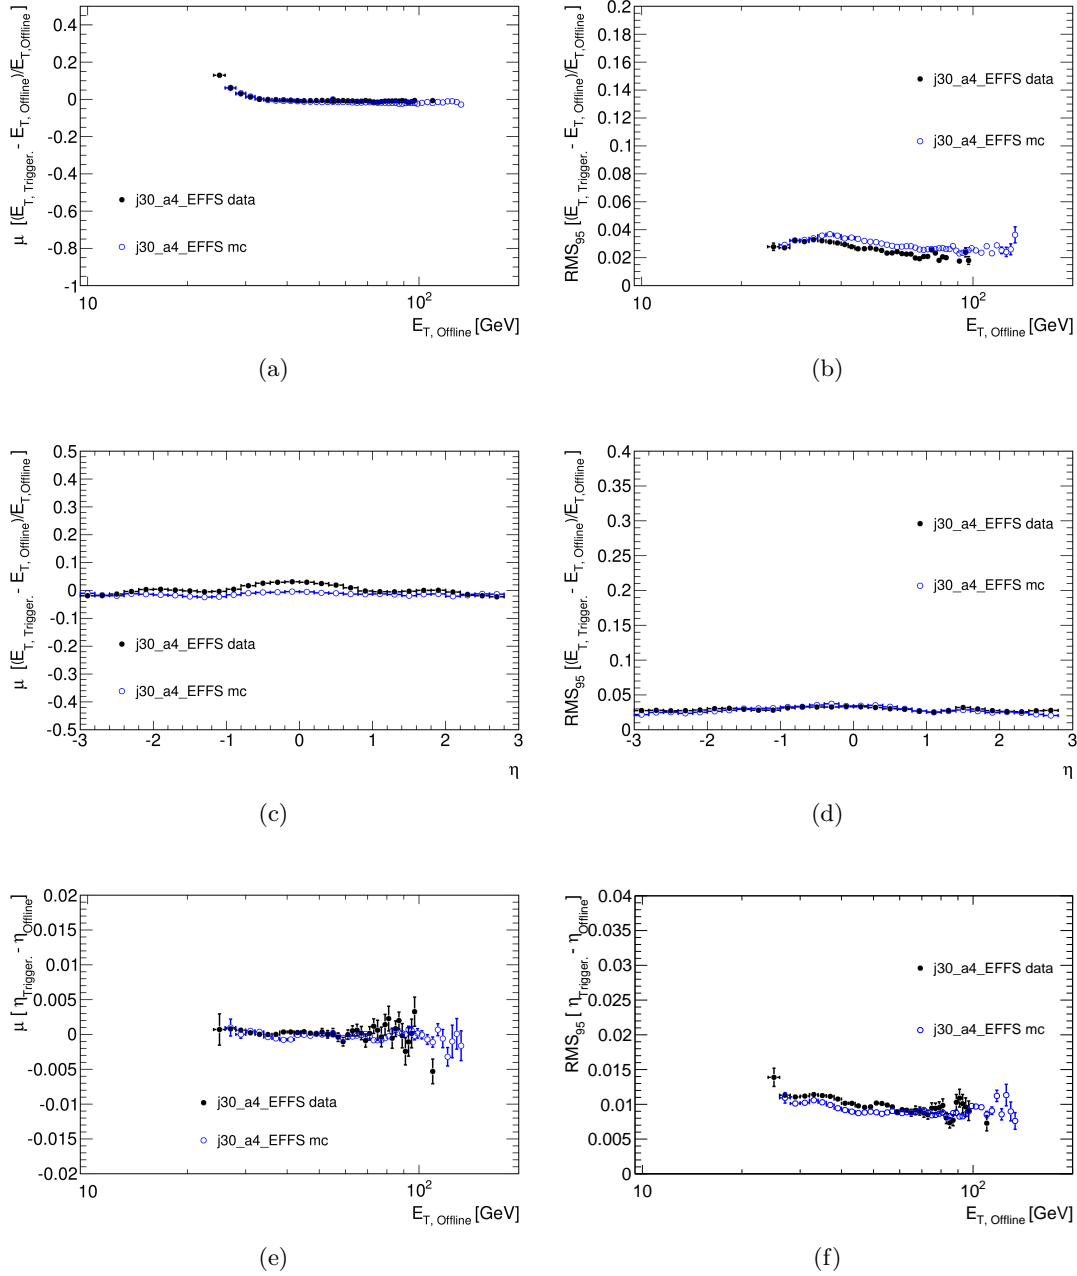 μ [(E_T, Trigger. - E_T, Offline)/E_T,Offline]
0.4
0.2
0
-0.2
-0.4
-0.6
-0.8
-1
j30_a4_EFFS data
j30_a4_EFFS mc
10
10²
E_T, Offline [GeV]
(a)
RMS_95 [(E_T, Trigger. - E_T, Offline)/E_T,Offline]
0.2
0.18
0.16
0.14
0.12
0.1
0.08
0.06
0.04
0.02
0
j30_a4_EFFS data
j30_a4_EFFS mc
10
10²
E_T, Offline [GeV]
(b)
μ [(E_T, Trigger. - E_T, Offline)/E_T,Offline]
0.5
0.4
0.3
0.2
0.1
0
-0.1
-0.2
-0.3
-0.4
-0.5
j30_a4_EFFS data
j30_a4_EFFS mc
-3 -2 -1 0 1 2 3
η
(c)
RMS_95 [(E_T, Trigger. - E_T, Offline)/E_T,Offline]
0.4
0.35
0.3
0.25
0.2
0.15
0.1
0.05
0
j30_a4_EFFS data
j30_a4_EFFS mc
-3 -2 -1 0 1 2 3
η
(d)
μ [ η_Trigger. - η_Offline]
0.02
0.015
0.01
0.005
0
-0.005
-0.01
-0.015
-0.02
j30_a4_EFFS data
j30_a4_EFFS mc
10
10²
E_T, Offline [GeV]
(e)
RMS_95 [ η_Trigger. - η_Offline]
0.04
0.035
0.03
0.025
0.02
0.015
0.01
0.005
0
j30_a4_EFFS data
j30_a4_EFFS mc
10
10²
E_T, Offline [GeV]
(f)